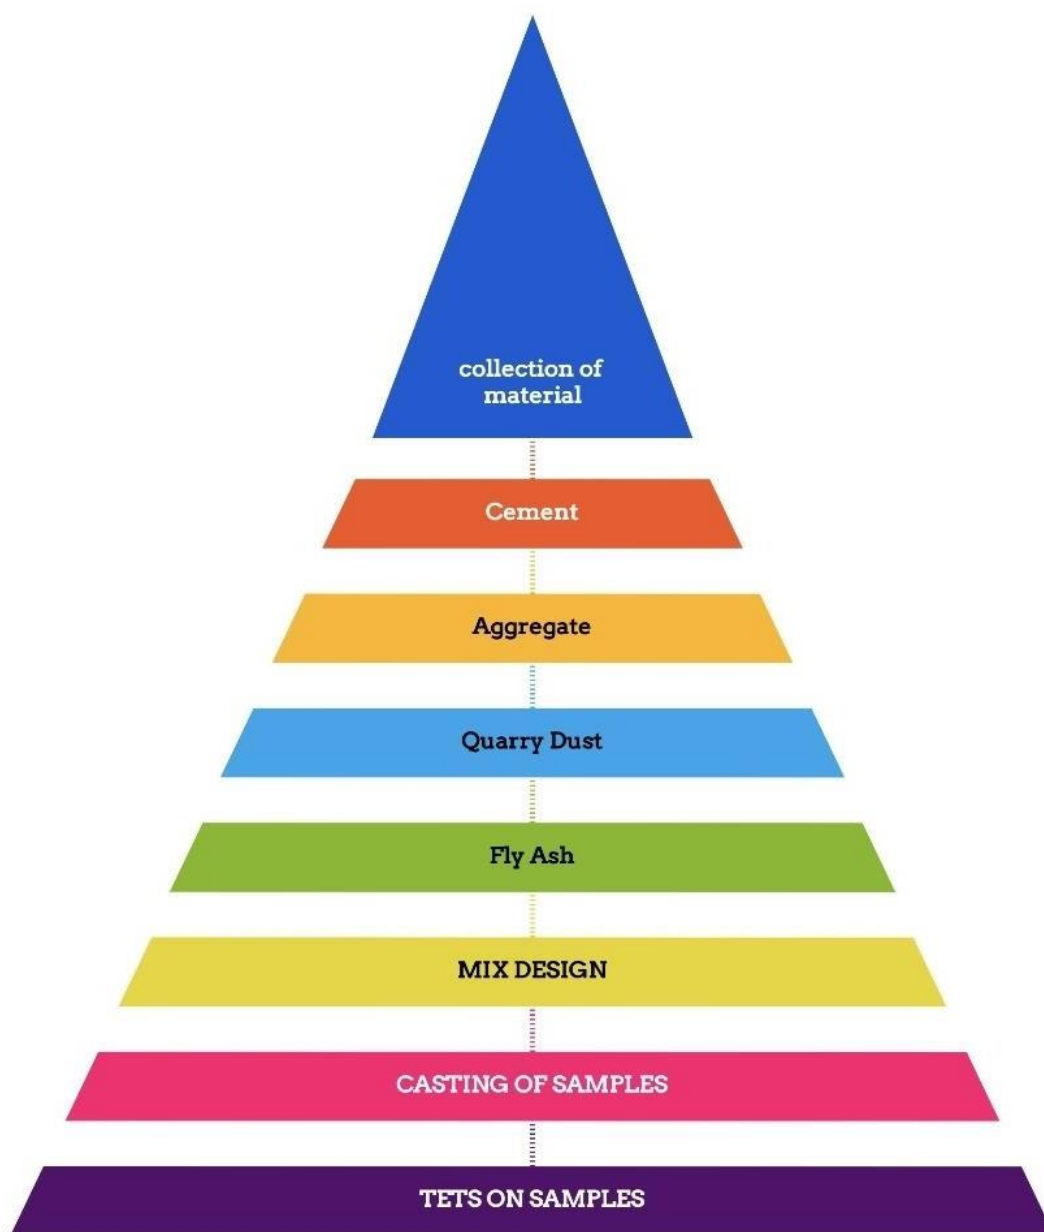 collection of
material
Cement
Aggregate
Quarry Dust
Fly Ash
MIX DESIGN
CASTING OF SAMPLES
TETS ON SAMPLES